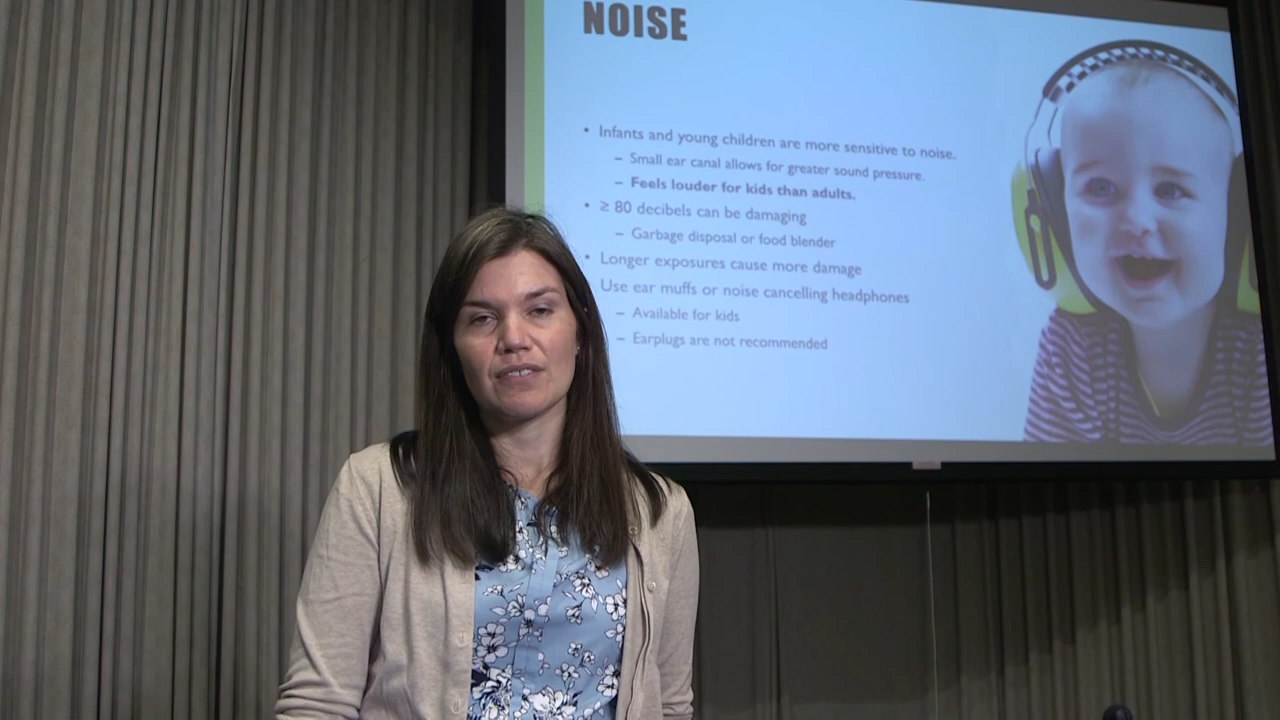 NOISE
• Infants and young children are more sensitive to noise.
– Small ear canal allows for greater sound pressure.
– Feels louder for kids than adults.
• ≥ 80 decibels can be damaging
– Garbage disposal or food blender
• Longer exposures cause more damage
Use ear muffs or noise cancelling headphones
– Available for kids
– Earplugs are not recommended